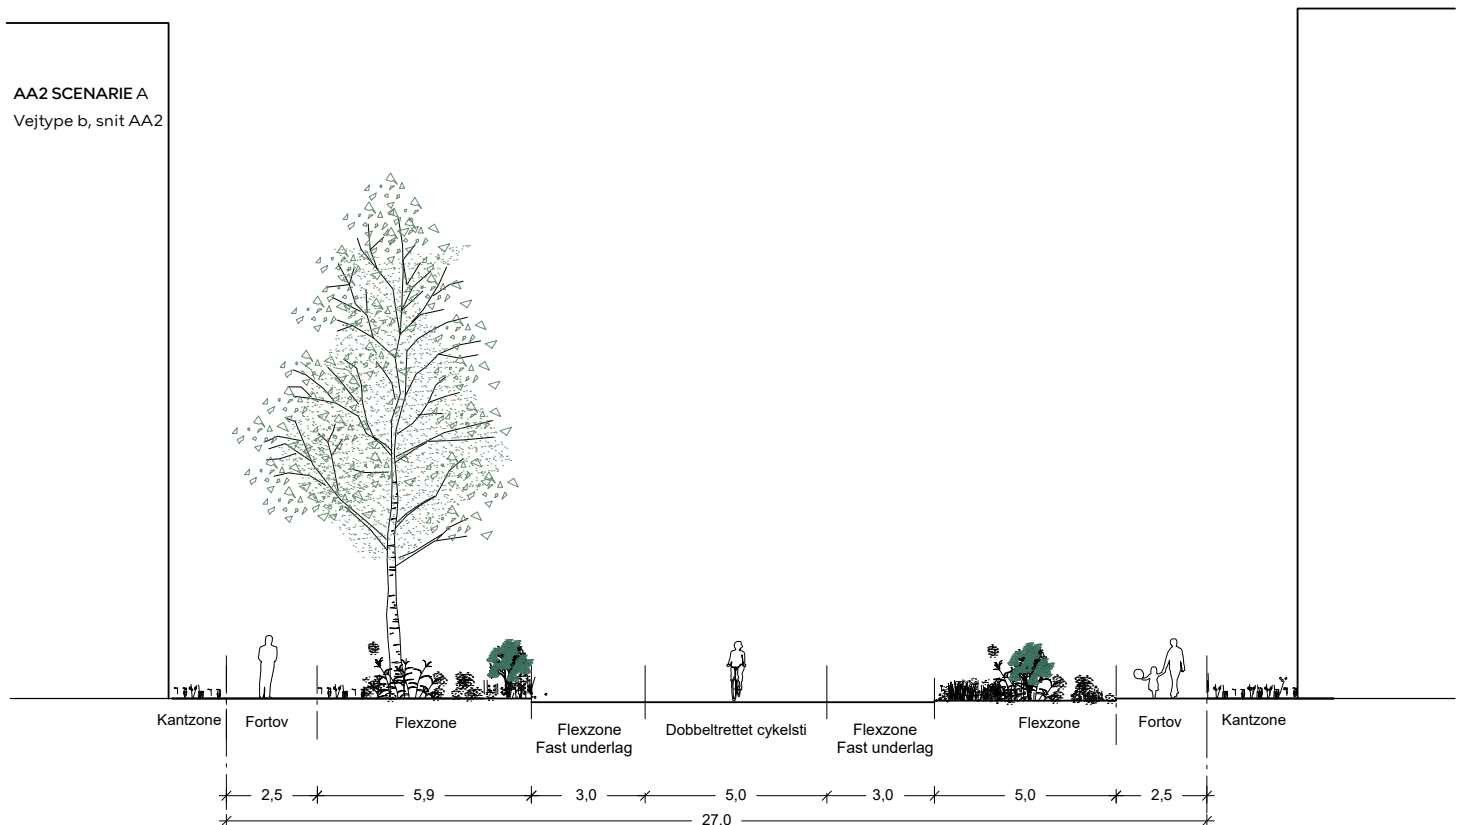 AA2 SCENARIE A
Vejtype b, snit AA2
Kantzone
Fortov
Flexzone
Flexzone
Fast underlag
Dobbeltrettet cykelsti
Flexzone
Fast underlag
Flexzone
Fortov
Kantzone
2,5
5,9
3,0
5,0
3,0
5,0
2,5
27,0